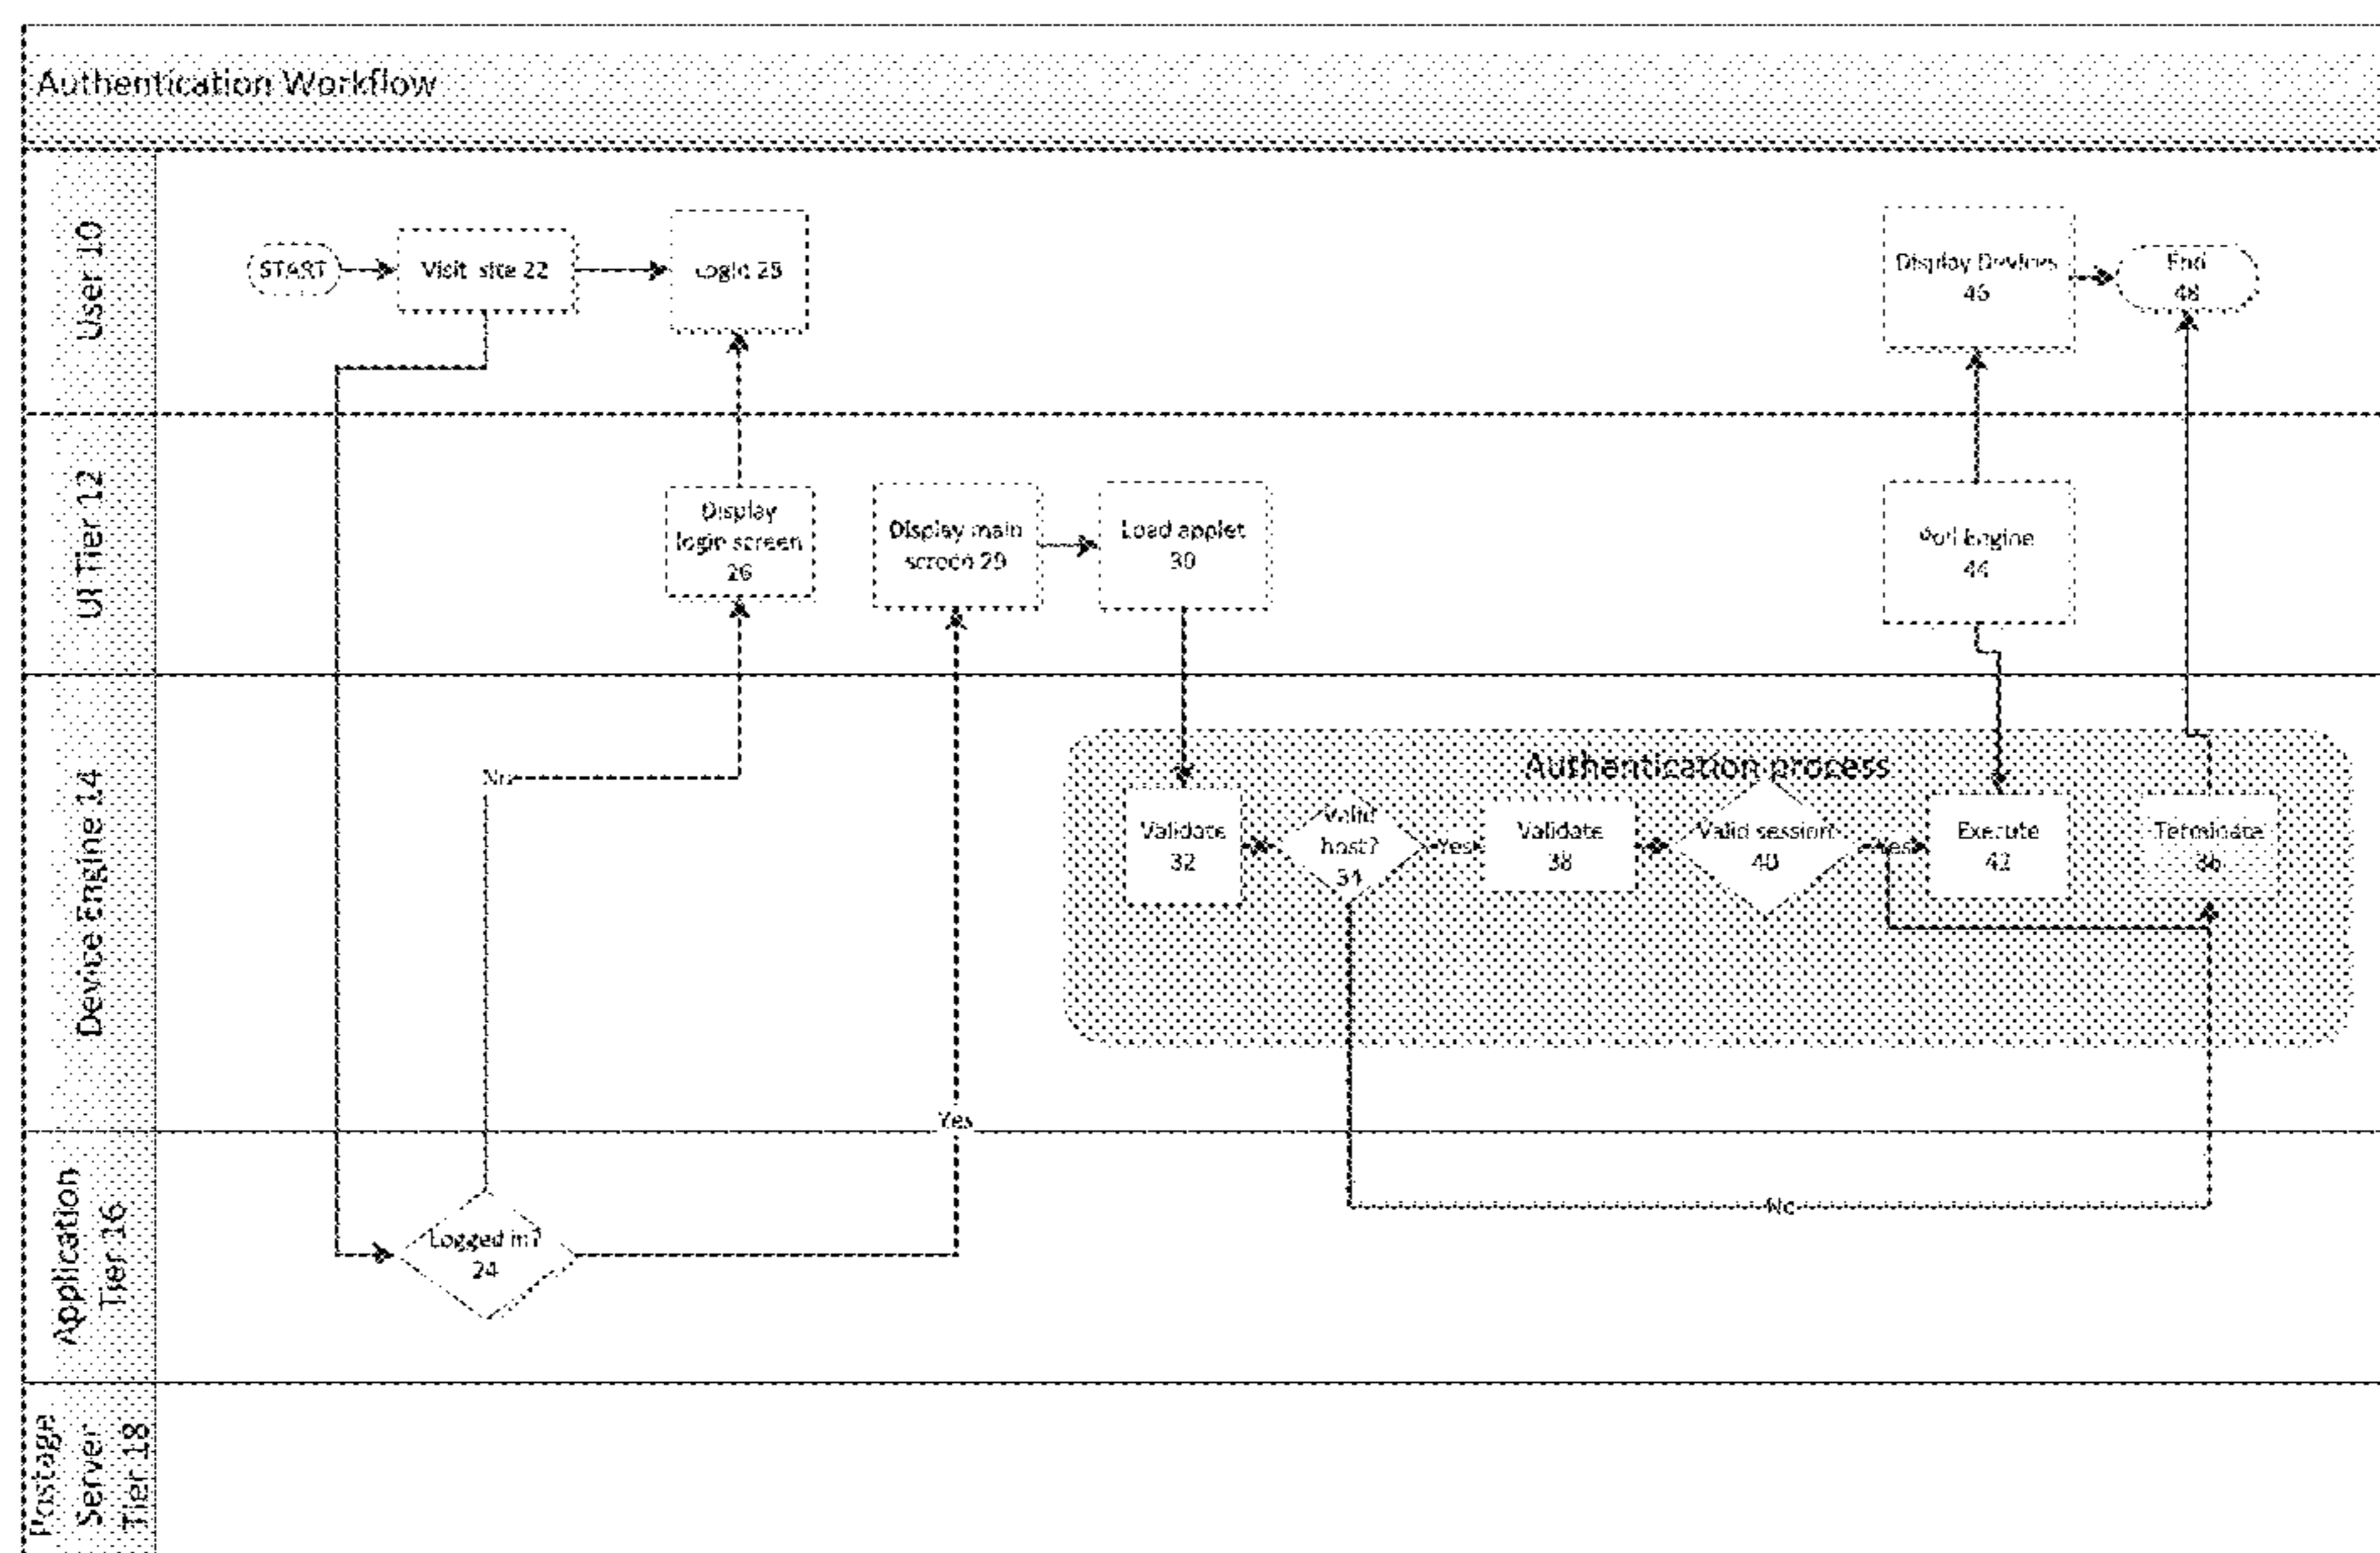 Authentication Workflow
User 10
START
Visit site 22
Login 28
Display Devices
46
End
48
UI Tier 12
Display
login screen
26
Display main
screen 29
Load applet
30
Poll Engine
44
Device Engine 14
No
Authentication process
Validate
32
Valid
host?
34
Yes
Validate
38
Valid session
40
Yes
Execute
42
Terminate
36
Yes
Application
Tier 16
Logged in?
24
No
Postage
Server
Tier 18